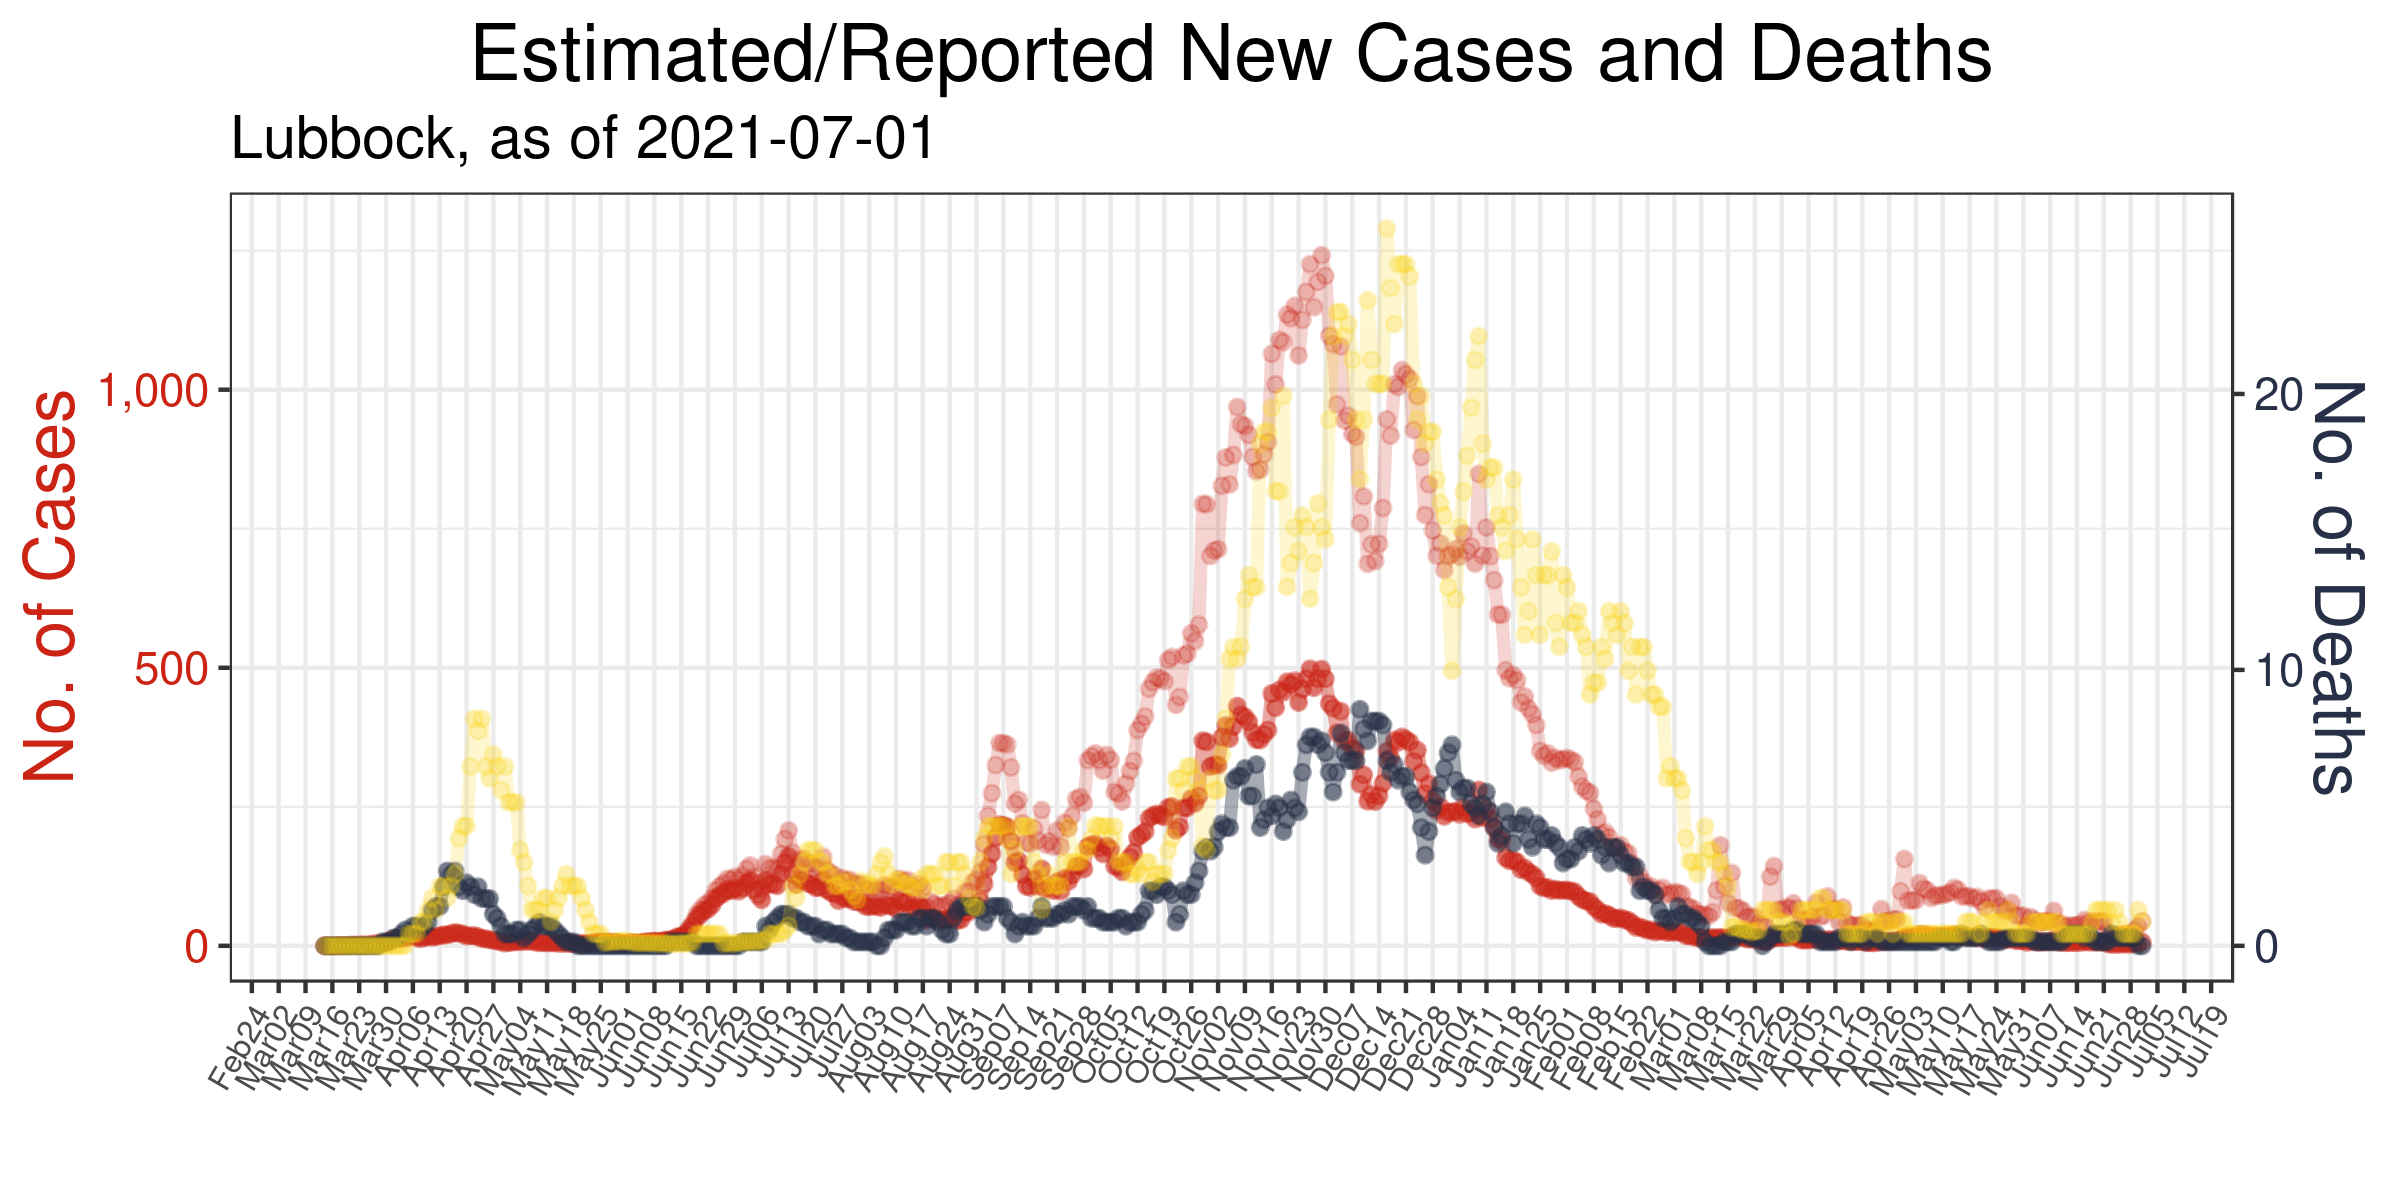 Estimated/Reported New Cases and Deaths
Lubbock, as of 2021-07-01
No. of Cases
1,000
500
0
20
10
0
No. of Deaths
Feb24
Mar02
Mar09
Mar16
Mar23
Mar30
Apr06
Apr13
Apr20
Apr27
May04
May11
May18
May25
Jun01
Jun08
Jun15
Jun22
Jun29
Jul06
Jul13
Jul20
Jul27
Aug03
Aug10
Aug17
Aug24
Aug31
Sep07
Sep14
Sep21
Sep28
Oct05
Oct12
Oct19
Oct26
Nov02
Nov09
Nov16
Nov23
Nov30
Dec07
Dec14
Dec21
Dec28
Jan04
Jan11
Jan18
Jan25
Feb01
Feb08
Feb15
Feb22
Mar01
Mar08
Mar15
Mar22
Mar29
Apr05
Apr12
Apr19
Apr26
May03
May10
May17
May24
May31
Jun07
Jun14
Jun21
Jun28
Jul05
Jul12
Jul19